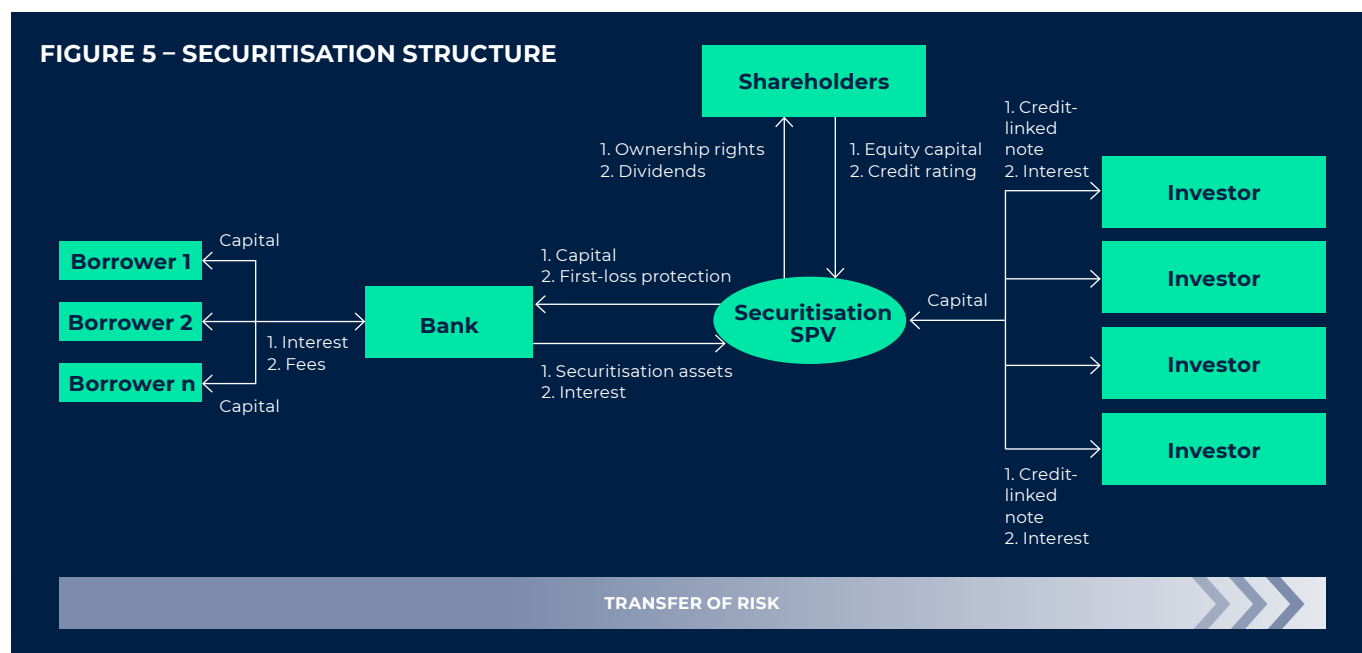 FIGURE 5 – SECURITISATION STRUCTURE
Shareholders
1. Ownership rights
2. Dividends
1. Equity capital
2. Credit rating
1. Credit-
linked
note
2. Interest
Investor
Investor
Investor
Investor
Capital
Borrower 1
Borrower 2
Borrower n
Capital
1. Interest
2. Fees
Bank
1. Capital
2. First-loss protection
1. Securitisation assets
2. Interest
Securitisation
SPV
Capital
1. Credit-
linked
note
2. Interest
TRANSFER OF RISK